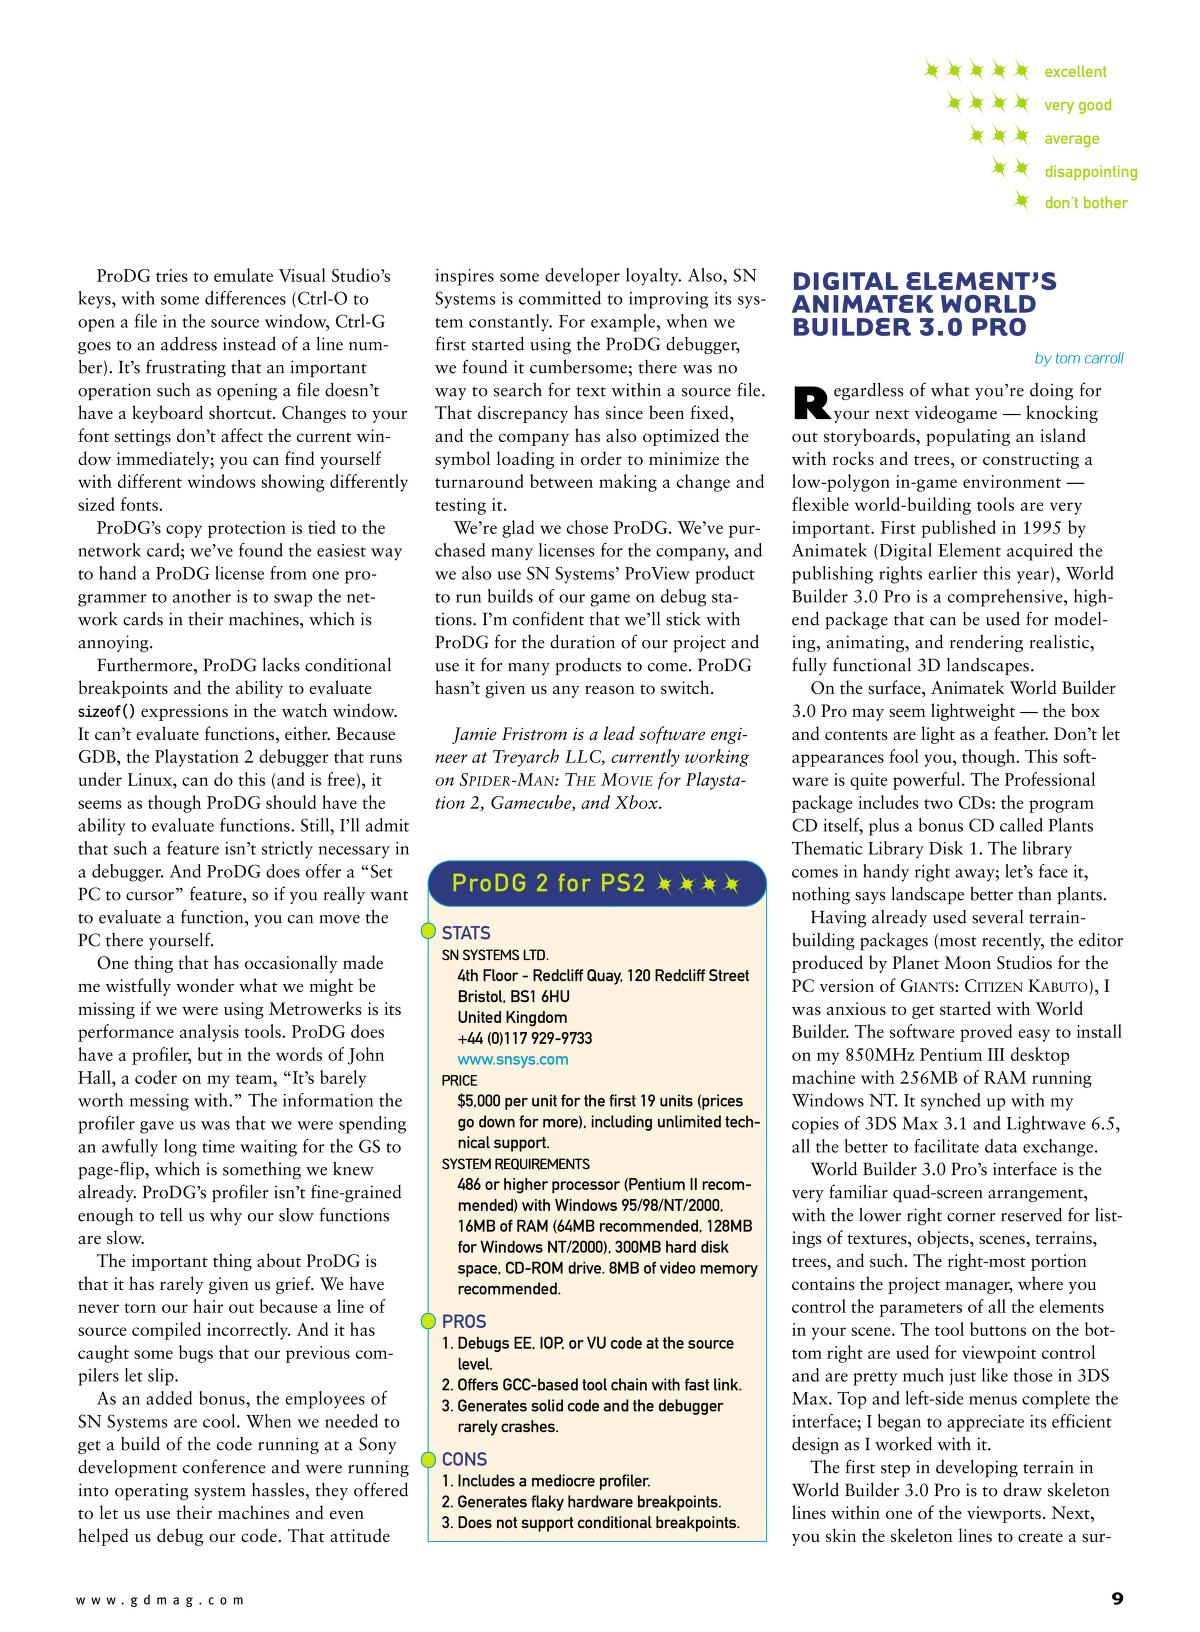 excellent
very good
average
disappointing
don't bother
ProDG tries to emulate Visual Studio's
keys, with some differences (Ctrl-O to
open a file in the source window, Ctrl-G
goes to an address instead of a line num-
ber). It's frustrating that an important
operation such as opening a file doesn't
have a keyboard shortcut. Changes to your
font settings don't affect the current win-
dow immediately; you can find yourself
with different windows showing differently
sized fonts.
ProDG's copy protection is tied to the
network card; we've found the easiest way
to hand a ProDG license from one pro-
grammer to another is to swap the net-
work cards in their machines, which is
annoying.
Furthermore, ProDG lacks conditional
breakpoints and the ability to evaluate
sizeof() expressions in the watch window.
It can't evaluate functions, either. Because
GDB, the Playstation 2 debugger that runs
under Linux, can do this (and is free), it
seems as though ProDG should have the
ability to evaluate functions. Still, I'll admit
that such a feature isn't strictly necessary in
a debugger. And ProDG does offer a “Set
PC to cursor” feature, so if you really want
to evaluate a function, you can move the
PC there yourself.
One thing that has occasionally made
me wistfully wonder what we might be
missing if we were using Metrowerks is its
performance analysis tools. ProDG does
have a profiler, but in the words of John
Hall, a coder on my team, “It's barely
worth messing with.” The information the
profiler gave us was that we were spending
an awfully long time waiting for the GS to
page-flip, which is something we knew
already. ProDG's profiler isn't fine-grained
enough to tell us why our slow functions
are slow.
The important thing about ProDG is
that it has rarely given us grief. We have
never torn our hair out because a line of
source compiled incorrectly. And it has
caught some bugs that our previous com-
pilers let slip.
As an added bonus, the employees of
SN Systems are cool. When we needed to
get a build of the code running at a Sony
development conference and were running
into operating system hassles, they offered
to let us use their machines and even
helped us debug our code. That attitude
inspires some developer loyalty. Also, SN
Systems is committed to improving its sys-
tem constantly. For example, when we
first started using the ProDG debugger,
we found it cumbersome; there was no
way to search for text within a source file.
That discrepancy has since been fixed,
and the company has also optimized the
symbol loading in order to minimize the
turnaround between making a change and
testing it.
We're glad we chose ProDG. We've pur-
chased many licenses for the company, and
we also use SN Systems' ProView product
to run builds of our game on debug sta-
tions. I'm confident that we'll stick with
ProDG for the duration of our project and
use it for many products to come. ProDG
hasn't given us any reason to switch.
Jamie Fristrom is a lead software engi-
neer at Treyarch LLC, currently working
on SPIDER-MAN: THE MOVIE for Playsta-
tion 2, Gamecube, and Xbox.
ProDG 2 for PS2
STATS
SN SYSTEMS LTD.
4th Floor - Redcliff Quay, 120 Redcliff Street
Bristol, BS1 6HU
United Kingdom
+44 (0)117 929-9733
www.snsys.com
PRICE
$5,000 per unit for the first 19 units (prices
go down for more), including unlimited tech-
nical support.
SYSTEM REQUIREMENTS
486 or higher processor (Pentium II recom-
mended) with Windows 95/98/NT/2000,
16MB of RAM (64MB recommended, 128MB
for Windows NT/2000), 300MB hard disk
space, CD-ROM drive. 8MB of video memory
recommended.
PROS
1. Debugs EE, IOP, or VU code at the source
level.
2. Offers GCC-based tool chain with fast link.
3. Generates solid code and the debugger
rarely crashes.
CONS
1. Includes a mediocre profiler.
2. Generates flaky hardware breakpoints.
3. Does not support conditional breakpoints.
DIGITAL ELEMENT'S
ANIMATEK WORLD
BUILDER 3.0 PRO
by tom carroll
Regardless of what you're doing for
your next videogame — knocking
out storyboards, populating an island
with rocks and trees, or constructing a
low-polygon in-game environment —
flexible world-building tools are very
important. First published in 1995 by
Animatek (Digital Element acquired the
publishing rights earlier this year), World
Builder 3.0 Pro is a comprehensive, high-
end package that can be used for model-
ing, animating, and rendering realistic,
fully functional 3D landscapes.
On the surface, Animatek World Builder
3.0 Pro may seem lightweight — the box
and contents are light as a feather. Don't let
appearances fool you, though. This soft-
ware is quite powerful. The Professional
package includes two CDs: the program
CD itself, plus a bonus CD called Plants
Thematic Library Disk 1. The library
comes in handy right away; let's face it,
nothing says landscape better than plants.
Having already used several terrain-
building packages (most recently, the editor
produced by Planet Moon Studios for the
PC version of GIANTS: CITIZEN KABUTO), I
was anxious to get started with World
Builder. The software proved easy to install
on my 850MHz Pentium III desktop
machine with 256MB of RAM running
Windows NT. It synched up with my
copies of 3DS Max 3.1 and Lightwave 6.5,
all the better to facilitate data exchange.
World Builder 3.0 Pro's interface is the
very familiar quad-screen arrangement,
with the lower right corner reserved for list-
ings of textures, objects, scenes, terrains,
trees, and such. The right-most portion
contains the project manager, where you
control the parameters of all the elements
in your scene. The tool buttons on the bot-
tom right are used for viewpoint control
and are pretty much just like those in 3DS
Max. Top and left-side menus complete the
interface; I began to appreciate its efficient
design as I worked with it.
The first step in developing terrain in
World Builder 3.0 Pro is to draw skeleton
lines within one of the viewports. Next,
you skin the skeleton lines to create a sur-
www.gdmag.com
9